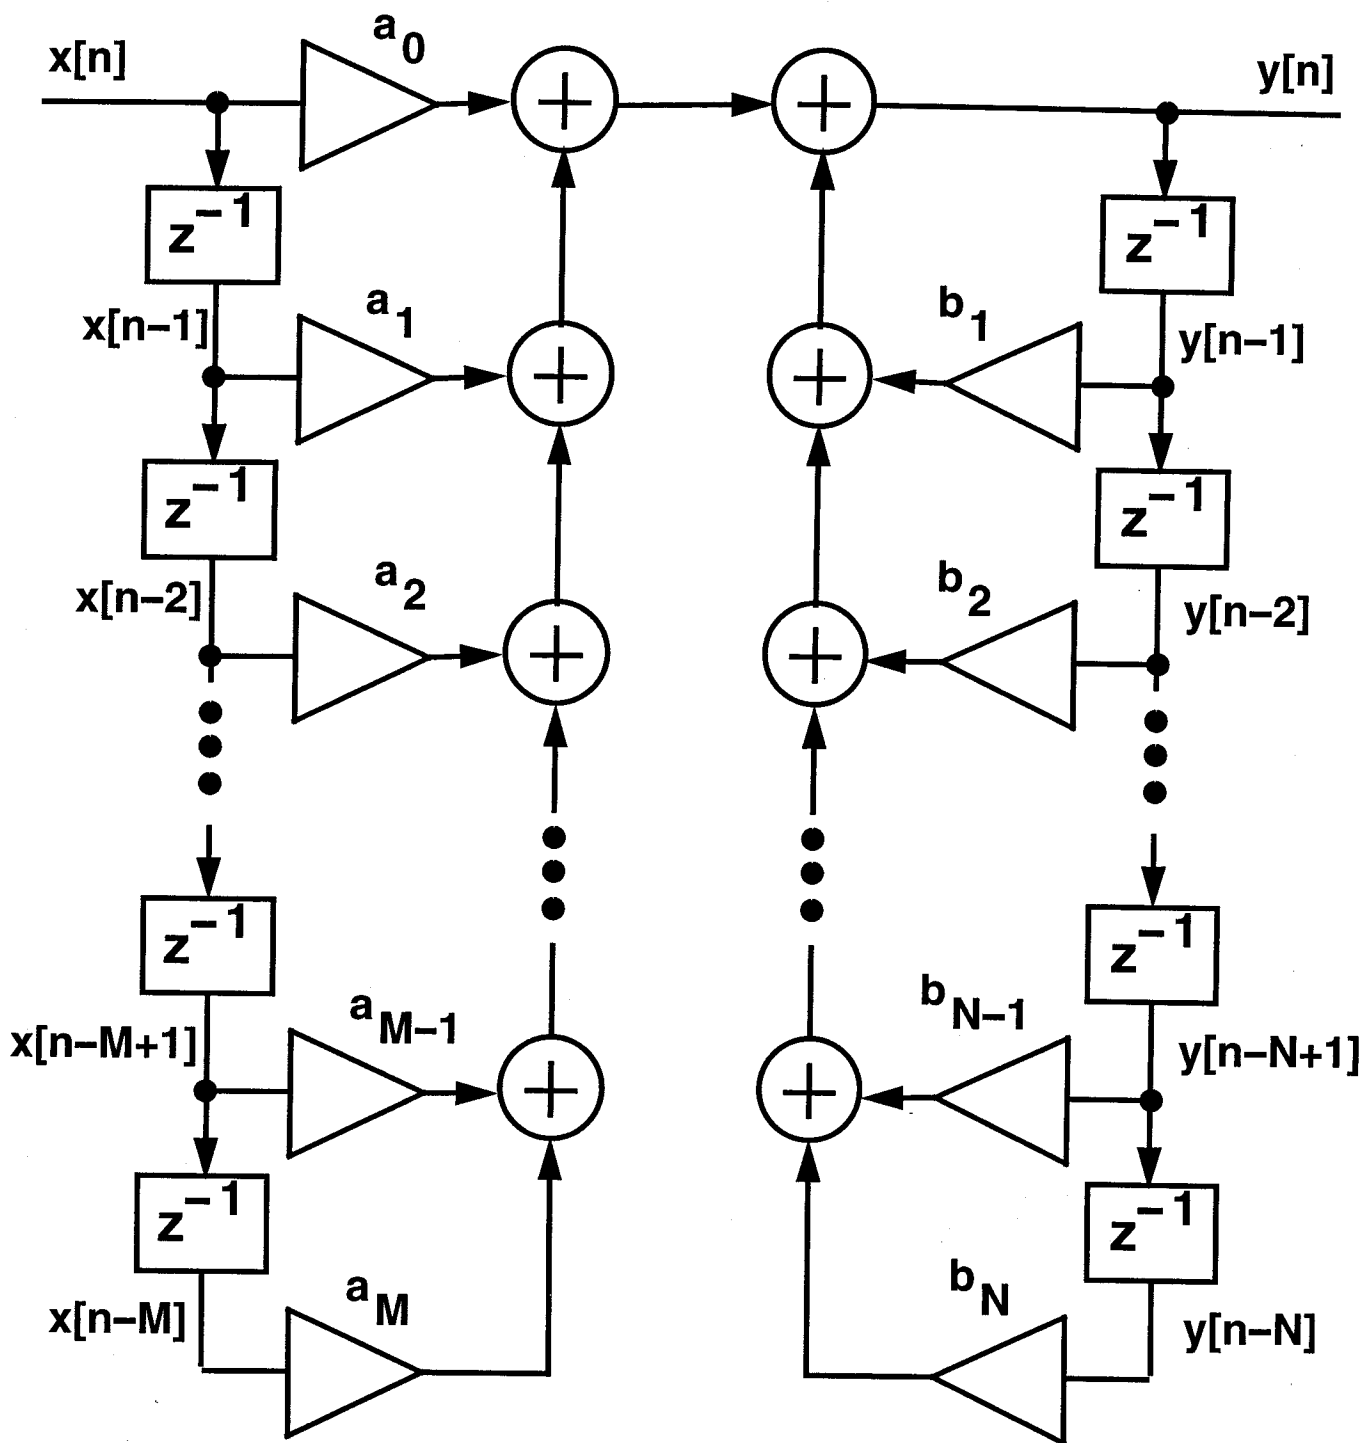 x[n]
a0
y[n]
z−1
z−1
x[n−1]
a1
b1
y[n−1]
z−1
z−1
x[n−2]
a2
b2
y[n−2]
z−1
z−1
x[n−M+1]
aM−1
bN−1
y[n−N+1]
z−1
z−1
x[n−M]
aM
bN
y[n−N]